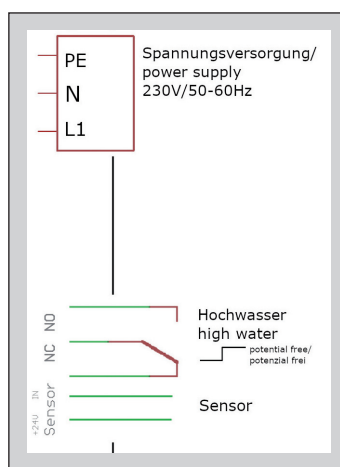 PE
N
L1
Spannungsversorgung/
power supply
230V/50-60Hz
NO
NC
Hochwasser
high water
potential free/
potenzial frei
Sensor
IN
+24V
Sensor